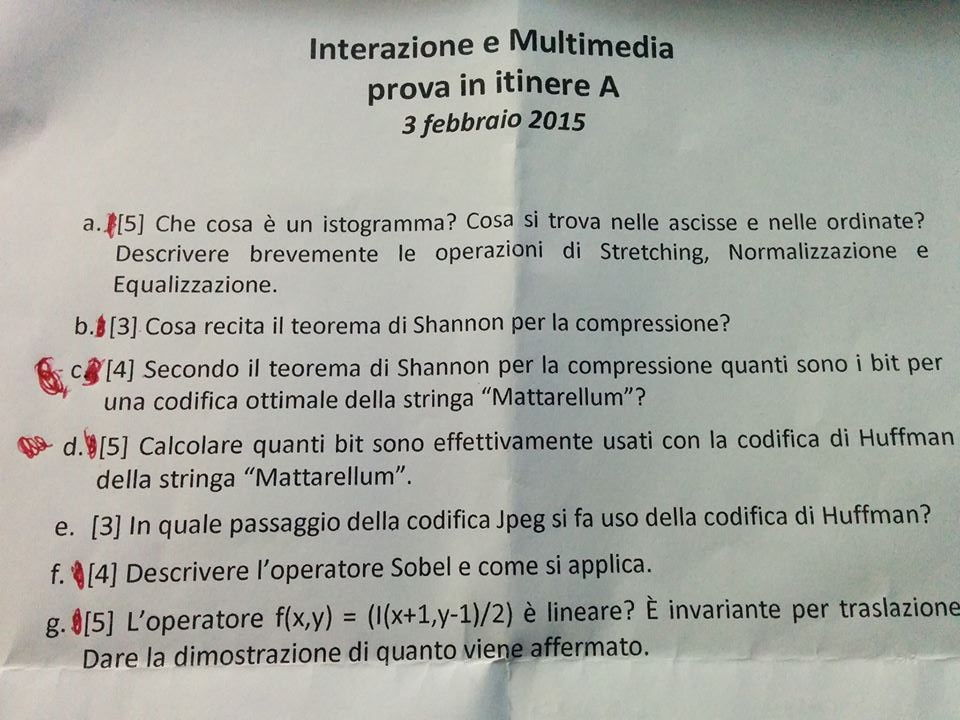 Interazione e Multimedia
prova in itinere A
3 febbraio 2015
a. [5] Che cosa è un istogramma? Cosa si trova nelle ascisse e nelle ordinate?
Descrivere brevemente le operazioni di Stretching, Normalizzazione e
Equalizzazione.
b. [3] Cosa recita il teorema di Shannon per la compressione?
c. [4] Secondo il teorema di Shannon per la compressione quanti sono i bit per
una codifica ottimale della stringa “Mattarellum”?
d. [5] Calcolare quanti bit sono effettivamente usati con la codifica di Huffman
della stringa “Mattarellum”.
e. [3] In quale passaggio della codifica Jpeg si fa uso della codifica di Huffman?
f. [4] Descrivere l’operatore Sobel e come si applica.
g. [5] L’operatore f(x,y) = (I(x+1,y-1)/2) è lineare? È invariante per traslazione
Dare la dimostrazione di quanto viene affermato.